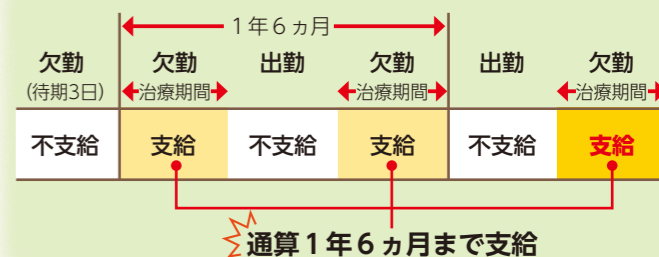 1年6ヵ月
欠勤 欠勤 出勤 欠勤 出勤 欠勤
(待期3日) 治療期間 治療期間 治療期間
不支給 支給 不支給 支給 不支給 支給
通算1年6ヵ月まで支給